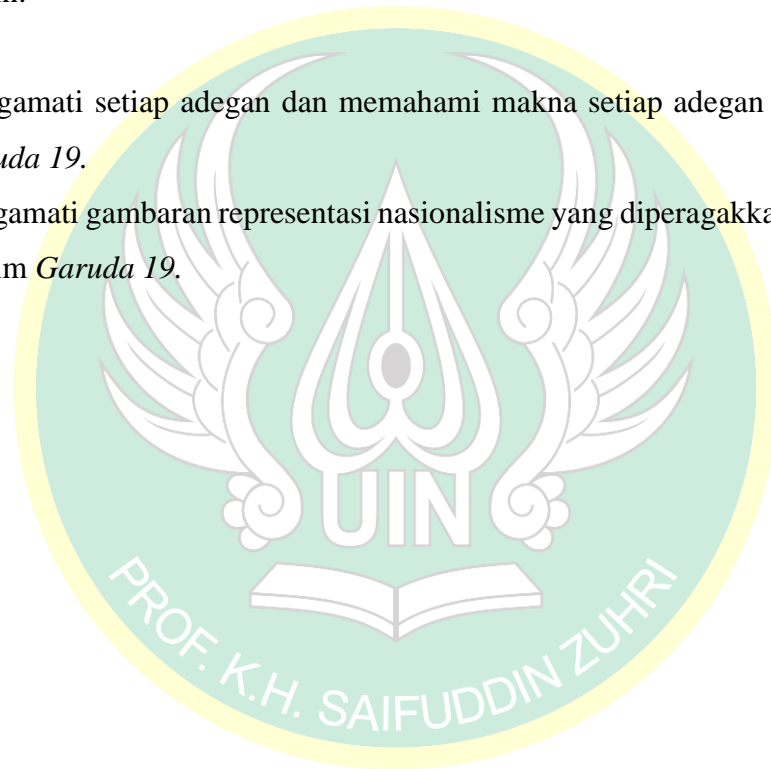 gamati setiap adegan dan memahami makna setiap adegan
uda 19.
gamati gambaran representasi nasionalisme yang diperagakka
im Garuda 19.
UIN
PROF. K.H. SAIFUDDIN ZUHRI